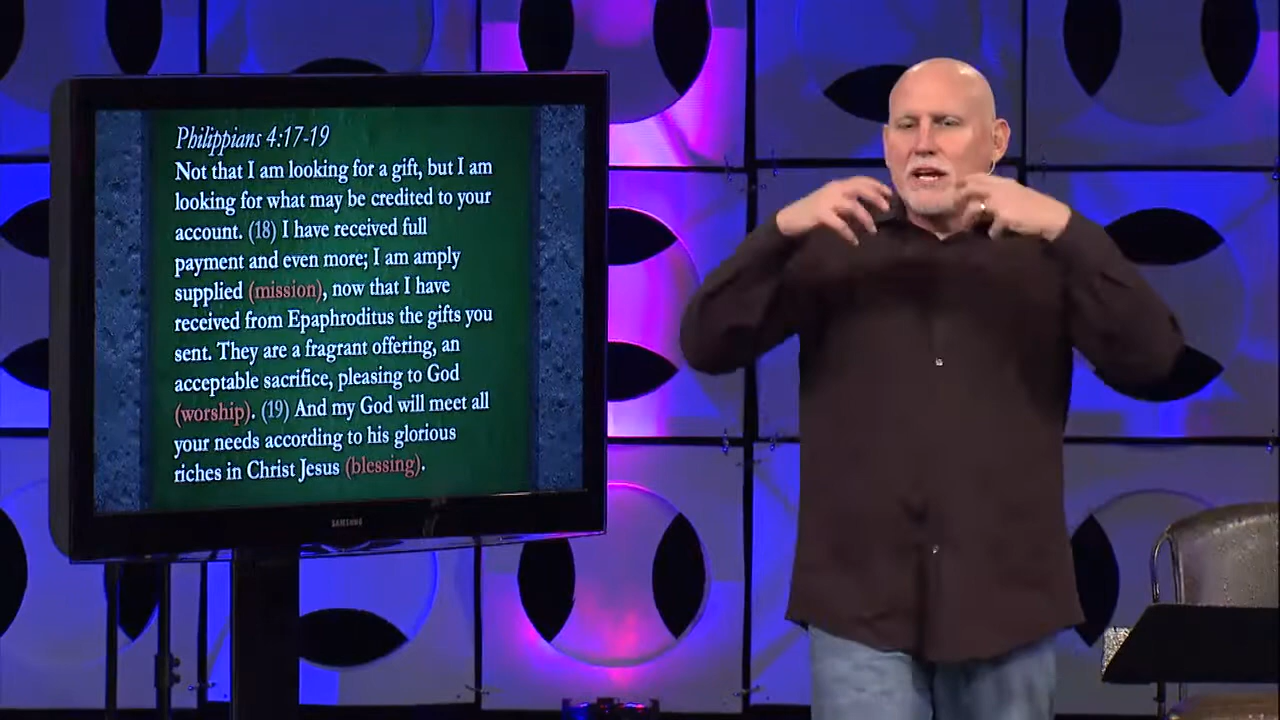 Philippians 4:17-19
Not that I am looking for a gift, but I am
looking for what may be credited to your
account. (18) I have received full
payment and even more; I am amply
supplied (mission), now that I have
received from Epaphroditus the gifts you
sent. They are a fragrant offering, an
acceptable sacrifice, pleasing to God
(worship). (19) And my God will meet all
your needs according to his glorious
riches in Christ Jesus (blessing).
SAMSUNG